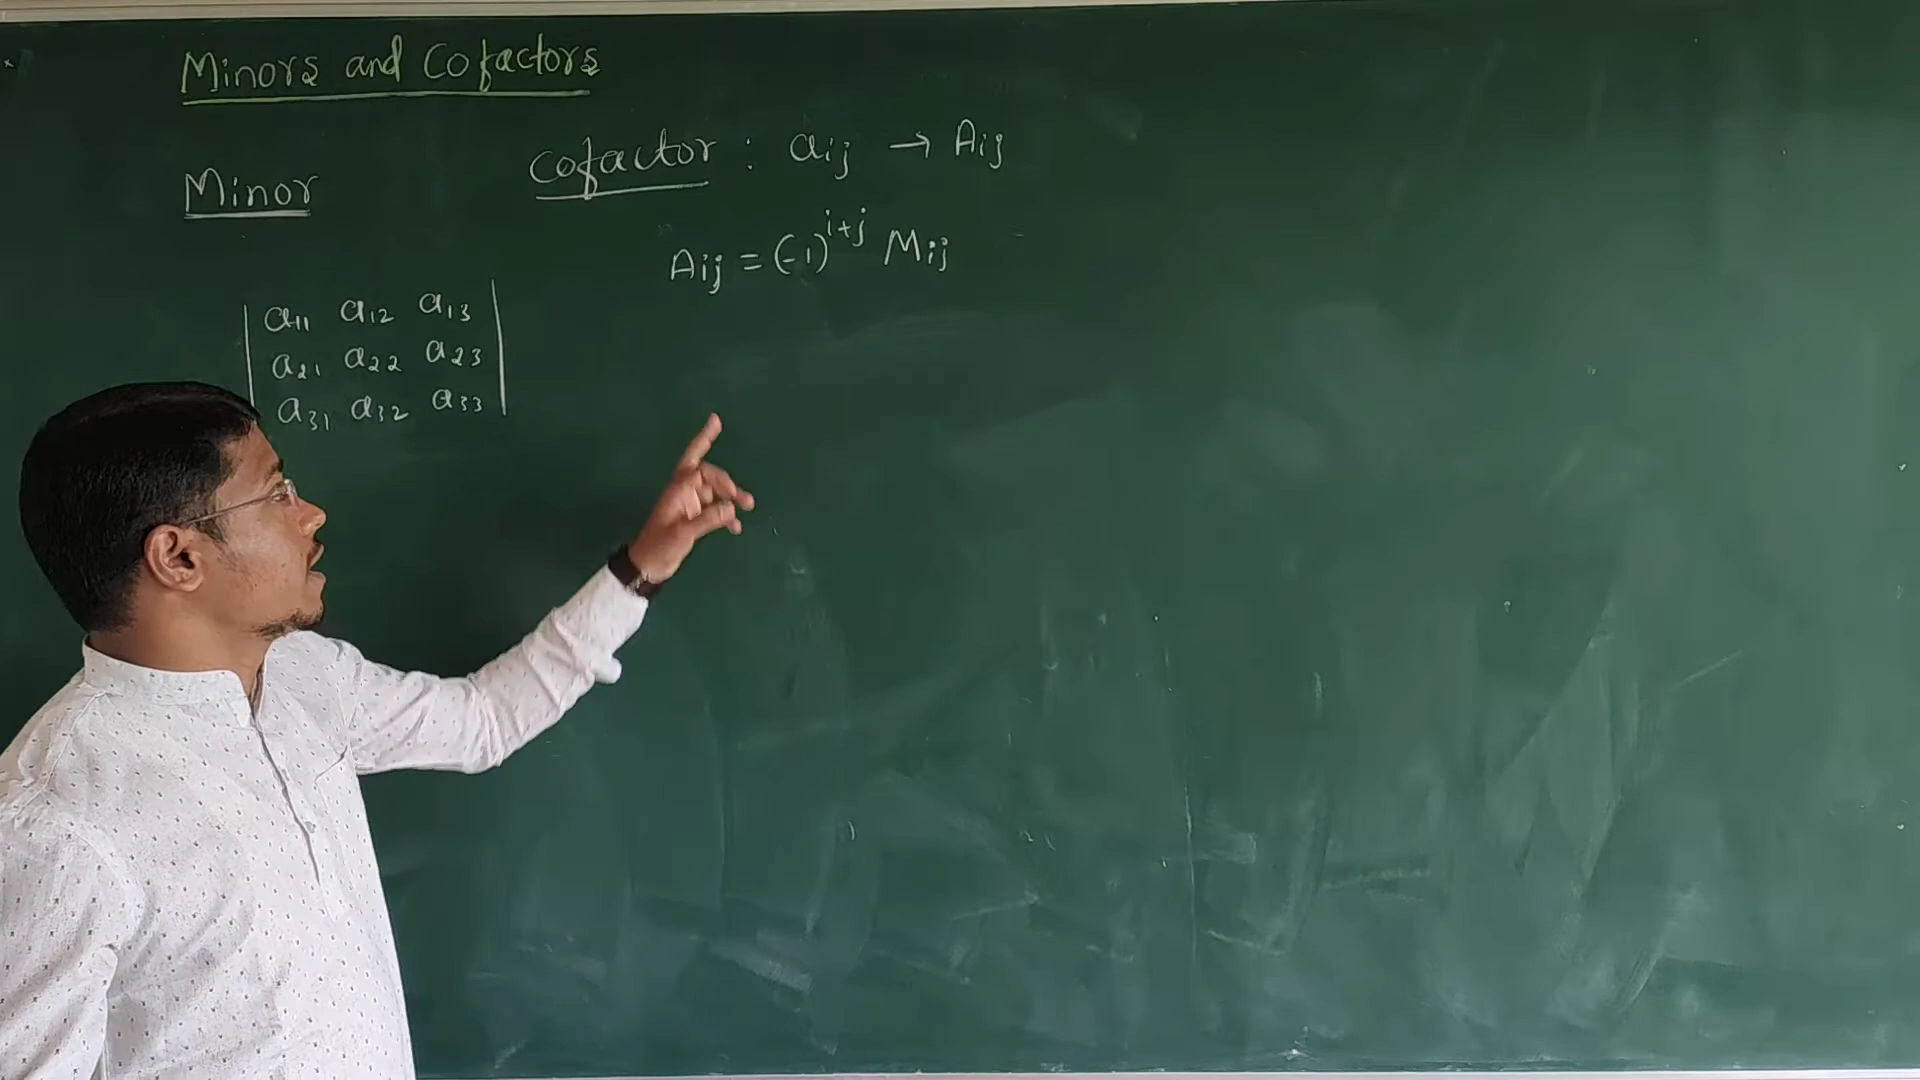 Minors and Cofactors
Minor
Cofactor : aij → Aij
Aij = (-1)^i+j Mij
a11 a12 a13
a21 a22 a23
a31 a32 a33